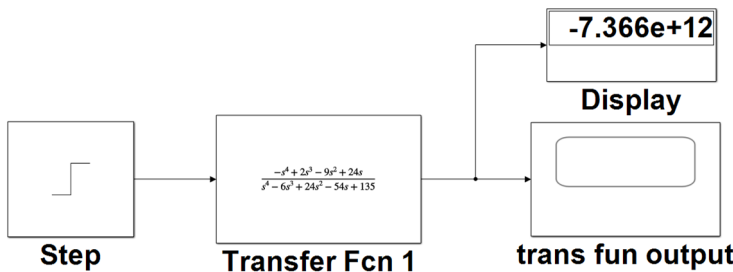 -7.366e+12
Display
-s⁴ + 2s³ - 9s² + 24s
s⁴ - 6s³ + 24s² - 54s + 135
Step
Transfer Fcn 1
trans fun output